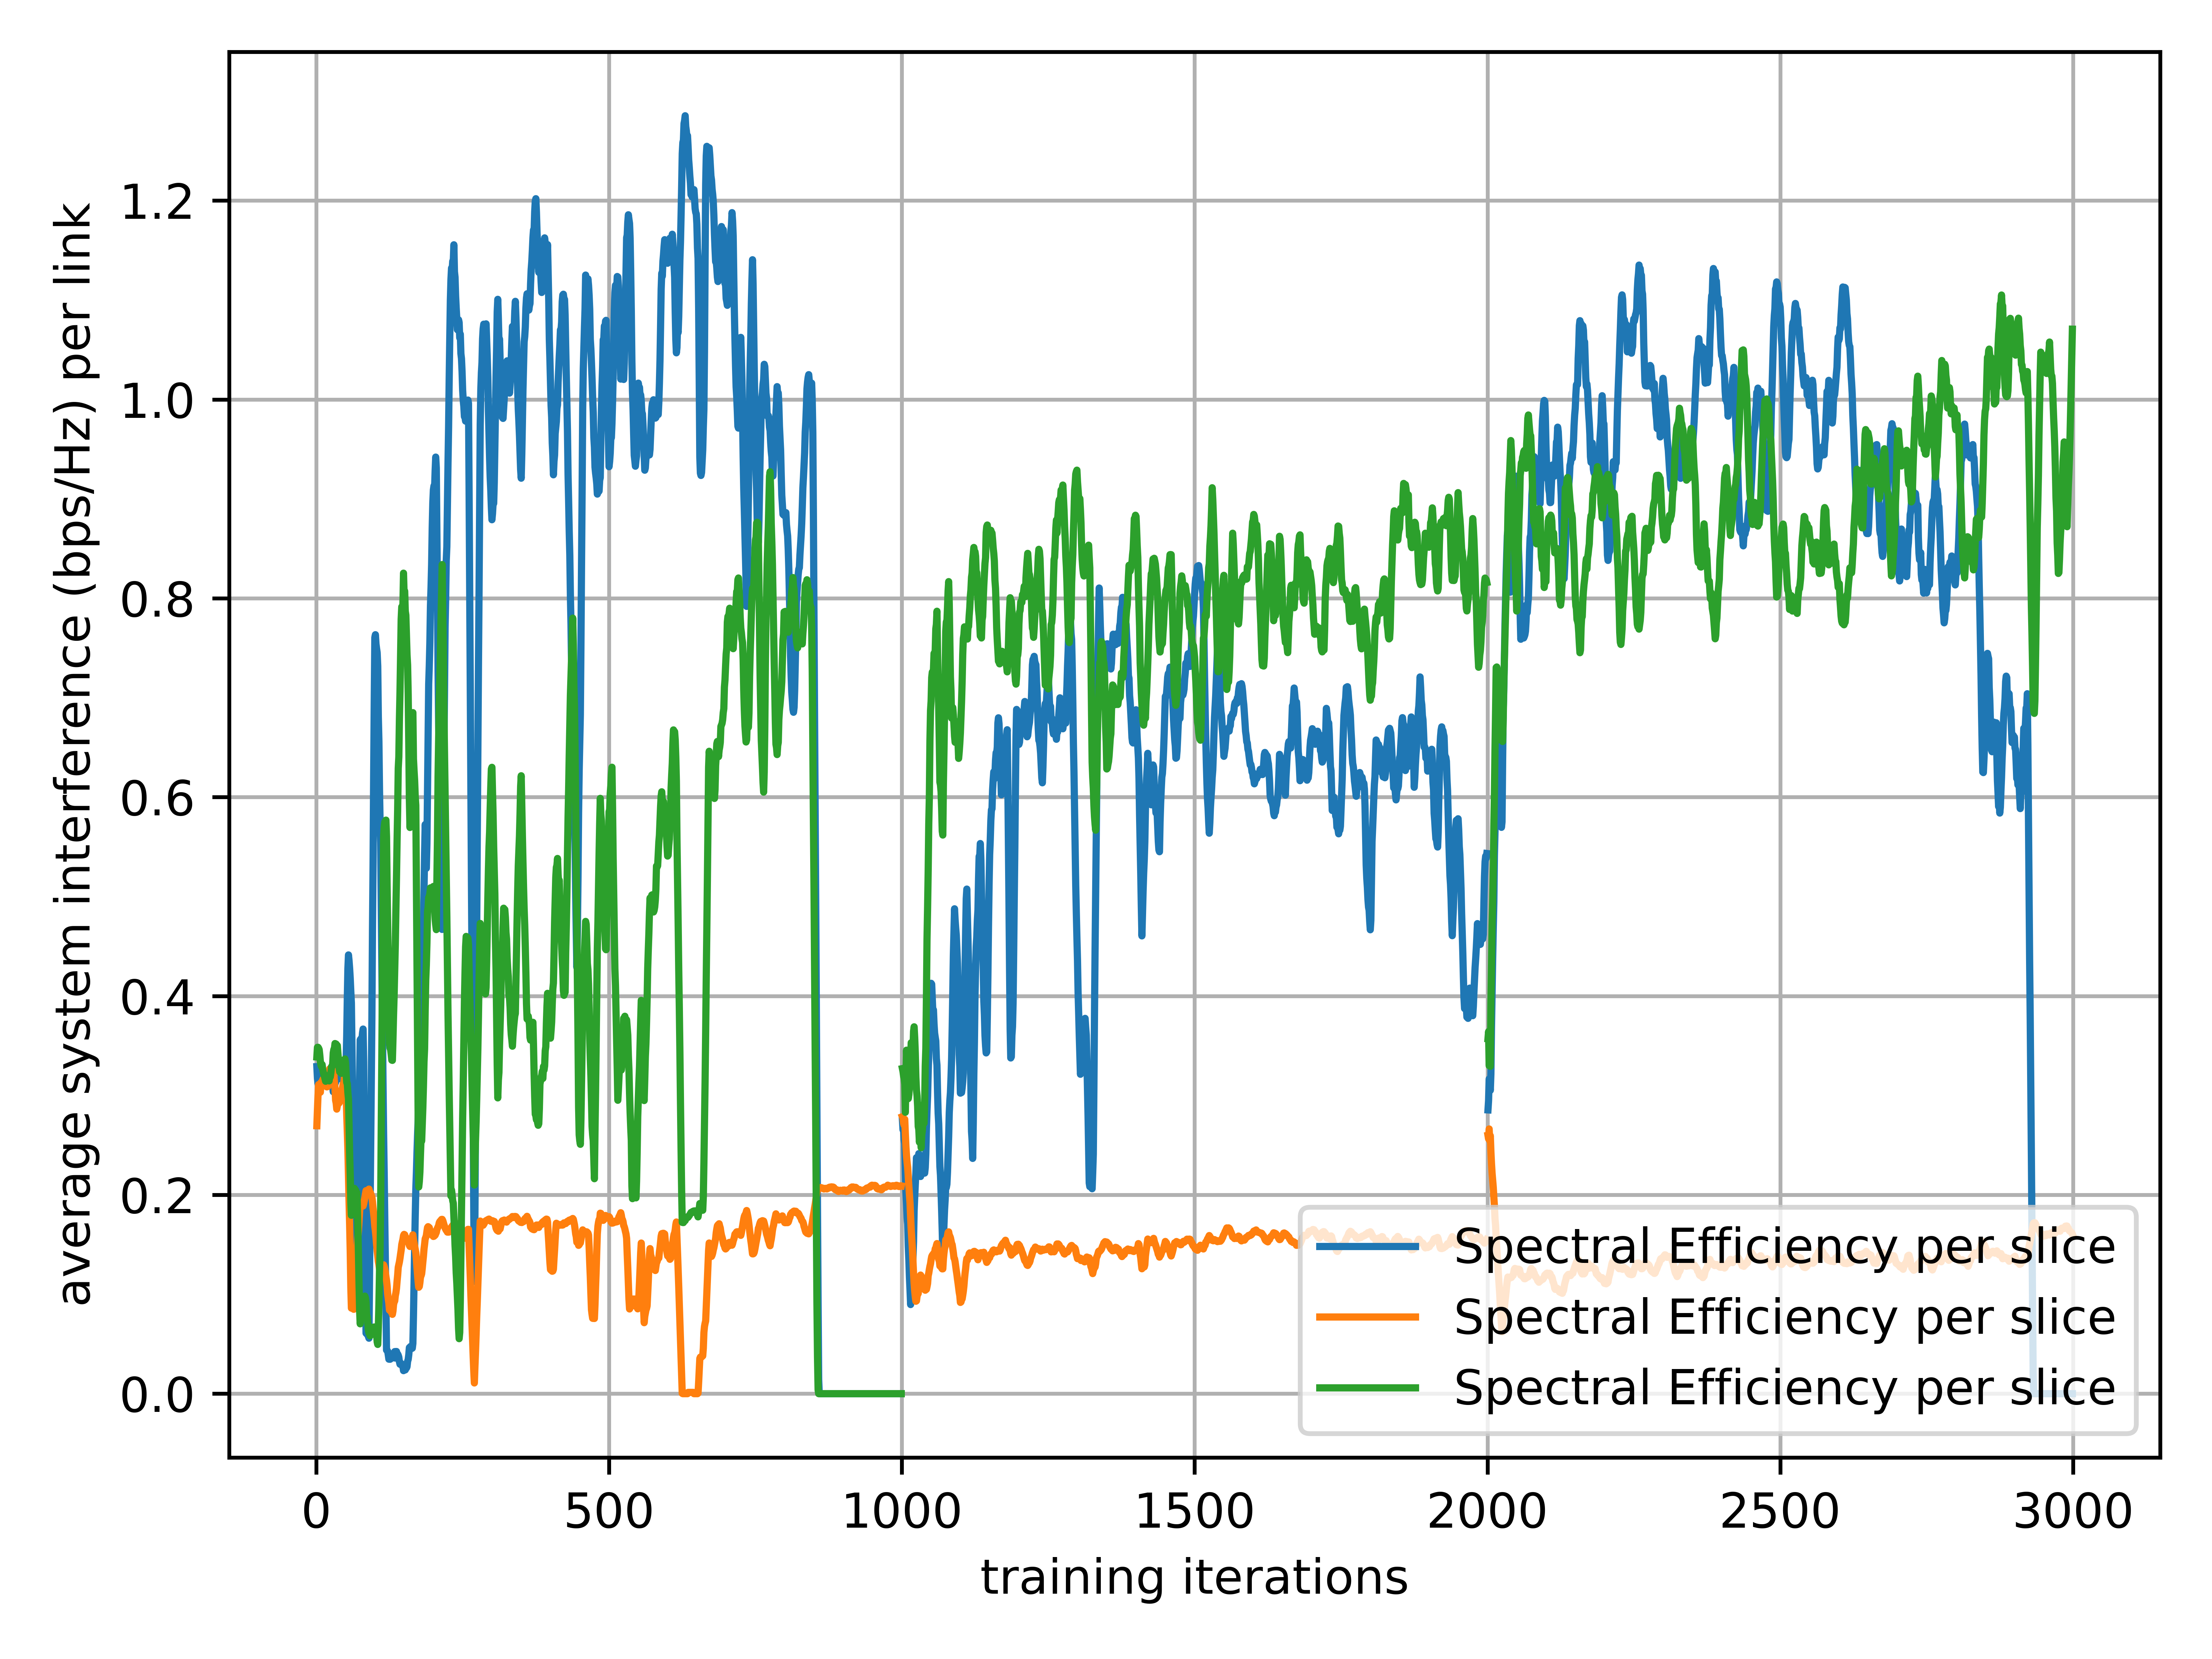 average system interference (bps/Hz) per link
1.2
1.0
0.8
0.6
0.4
0.2
0.0
Spectral Efficiency per slice
Spectral Efficiency per slice
Spectral Efficiency per slice
0 500 1000 1500 2000 2500 3000
training iterations